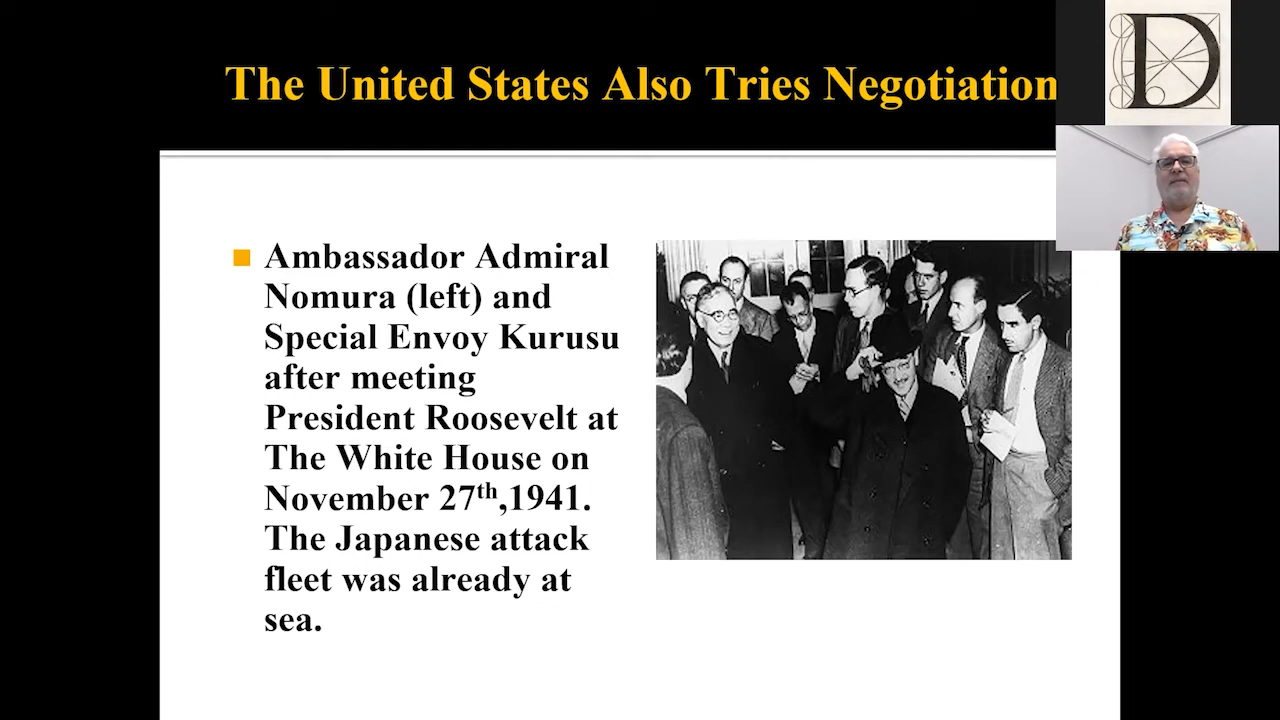 The United States Also Tries Negotiation
D
Ambassador Admiral
Nomura (left) and
Special Envoy Kurusu
after meeting
President Roosevelt at
The White House on
November 27th,1941.
The Japanese attack
fleet was already at
sea.